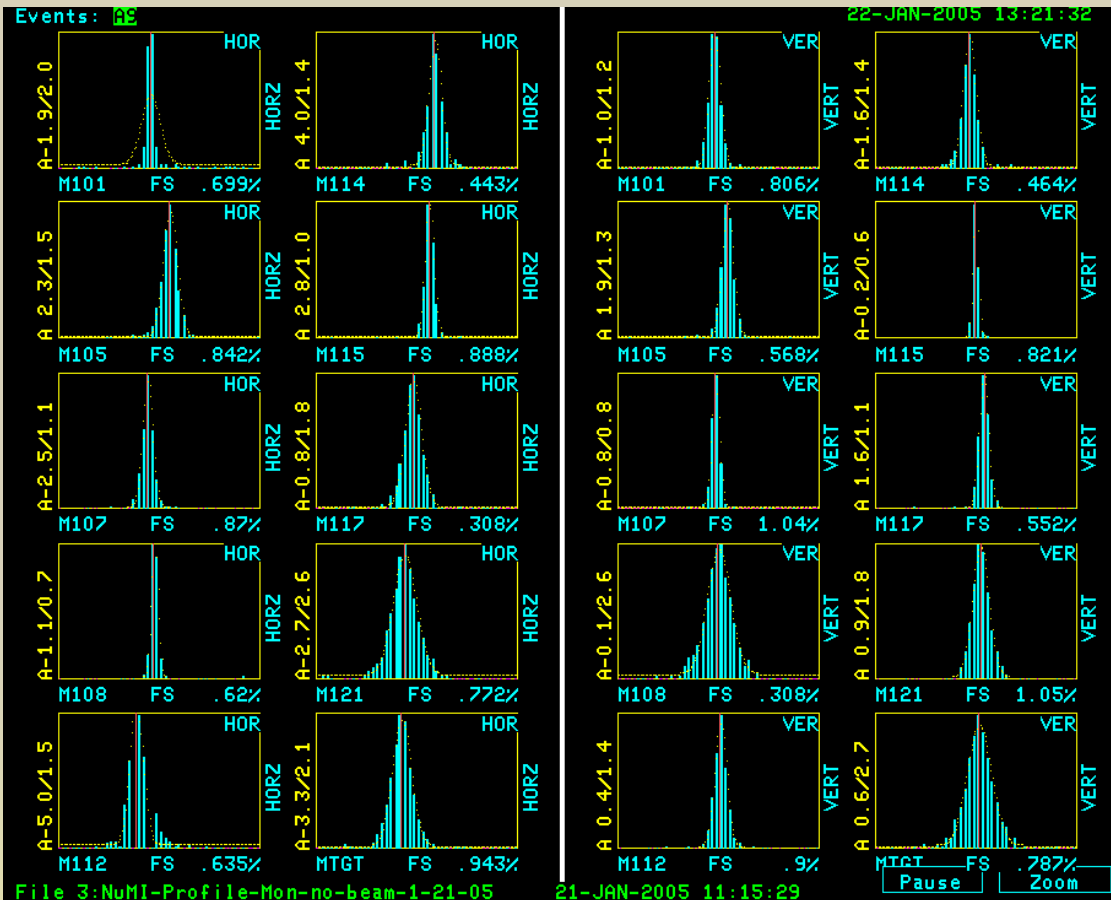 Events: A9 22-JAN-2005 13:21:32
A-1.9/2.0 HOR HORZ A 4.0/1.4 HOR HORZ A-1.0/1.2 VER VERT A-1.6/1.4 VER VERT
M101 FS .699% M114 FS .443% M101 FS .806% M114 FS .464%
A 2.3/1.5 HOR HORZ A 2.8/1.0 HOR HORZ A 1.9/1.3 VER VERT A-0.2/0.6 VER VERT
M105 FS .842% M115 FS .888% M105 FS .568% M115 FS .821%
A-2.5/1.1 HOR HORZ A-0.8/1.8 HOR HORZ A-0.8/0.8 VER VERT A 1.6/1.1 VER VERT
M107 FS .87% M117 FS .308% M107 FS 1.04% M117 FS .552%
A-1.1/0.7 HOR HORZ A-2.7/2.6 HOR HORZ A-0.1/2.6 VER VERT A 0.9/1.8 VER VERT
M108 FS .62% M121 FS .772% M108 FS .308% M121 FS 1.05%
A-5.0/1.5 HOR HORZ A-3.3/2.1 HOR HORZ A 0.4/1.4 VER VERT A 0.6/2.7 VER VERT
M112 FS .635% MTGT FS .943% M112 FS .9% MTGT FS .787%
Pause Zoom
File 3:NuMI-Profile-Mon-no-beam-1-21-05 21-JAN-2005 11:15:29